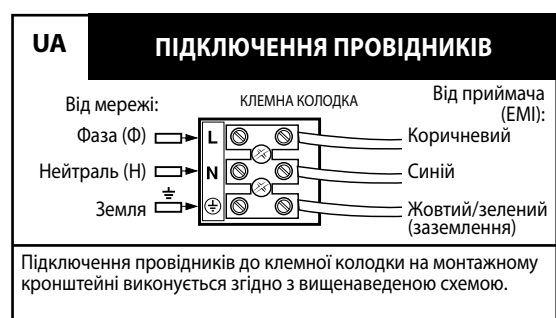 UA
ПІДКЛЮЧЕННЯ ПРОВІДНИКІВ
Від мережі:
КЛЕМНА КОЛОДКА
Від приймача
(EMI):
Фаза (Ф)
L
Коричневий
Нейтраль (Н)
N
Синій
Земля
Жовтий/зелений
(заземлення)
Підключення провідників до клемної колодки на монтажному
кронштейні виконується згідно з вищенаведеною схемою.